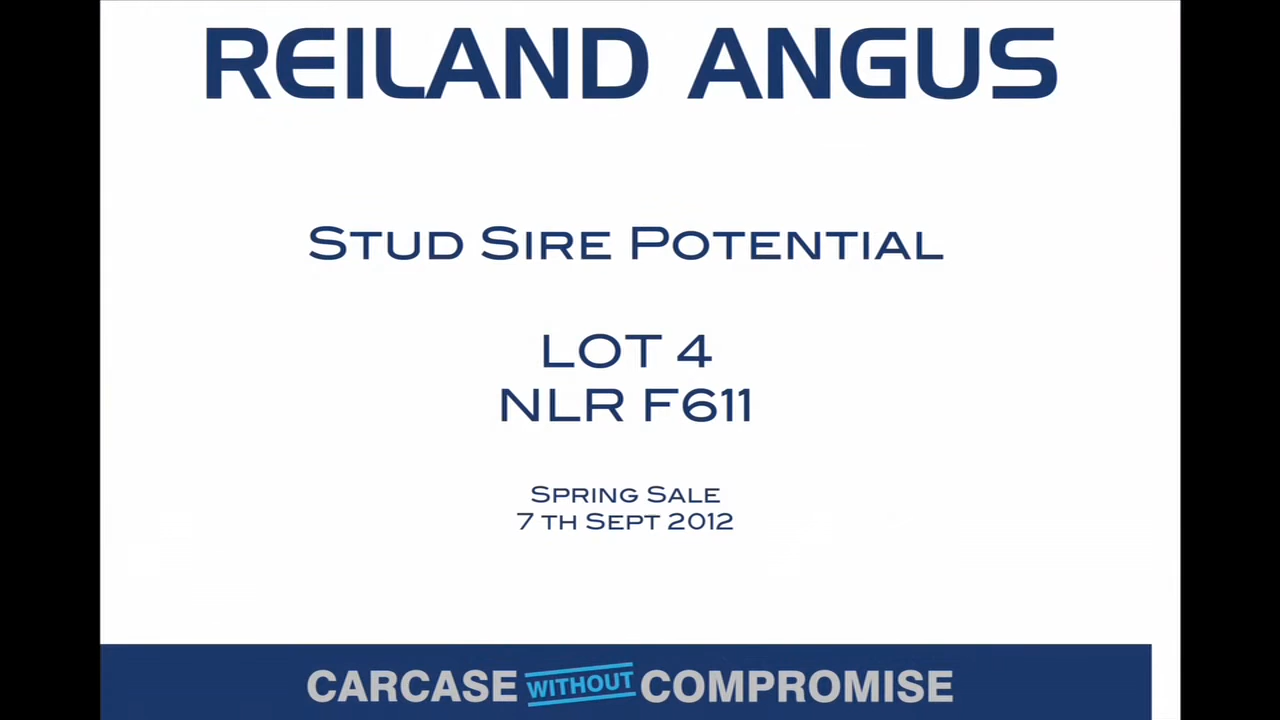 REILAND ANGUS
STUD SIRE POTENTIAL
LOT 4
NLR F611
SPRING SALE
7 TH SEPT 2012
CARCASE WITHOUT COMPROMISE